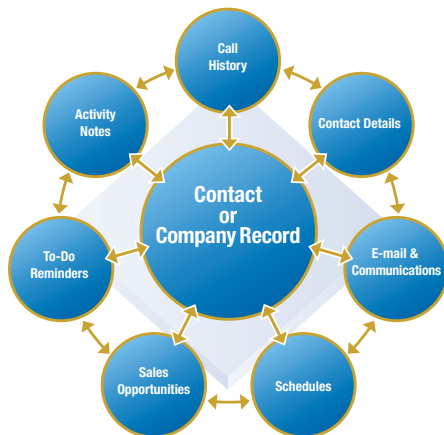 Call
History
Activity
Notes
Contact Details
Contact
or
Company Record
To-Do
Reminders
E-mail &
Communications
Sales
Opportunities
Schedules